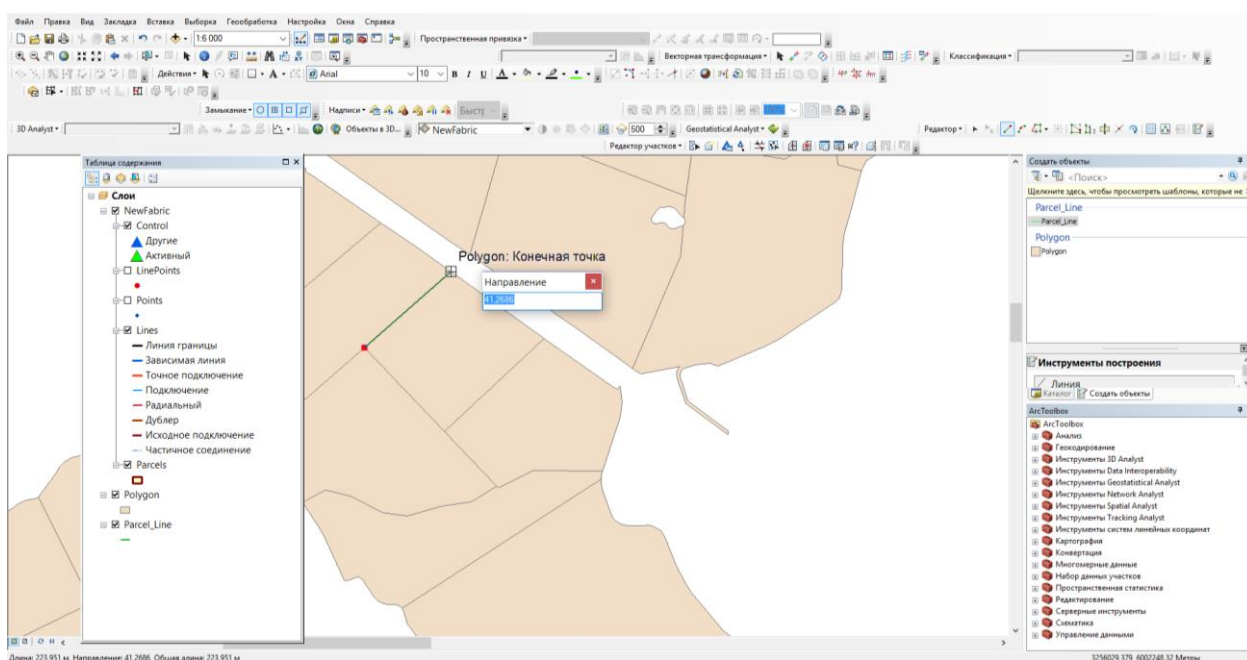 Файл Правка Вид Закладка Вставка Выборка Геообработка Настройка Окна Справка
1:6 000
Пространственная привязка
Векторная трансформация
Классификация
Действия
A
Arial
10
B I U A
Замыкание
Надписи
Быстр
100%
3D Analyst
Объекты в 3D...
NewFabric
500
Geostatistical Analyst
Редактор
Редактор участков
Таблица содержания
Слои
NewFabric
Control
Другие
Активный
LinePoints
Points
Lines
Линия границы
Зависимая линия
Точное подключение
Подключение
Радиальный
Дублер
Исходное подключение
Частичное соединение
Parcels
Polygon
Parcel_Line
Polygon: Конечная точка
Направление
41,2686
Создать объекты
<Поиск>
Щелкните здесь, чтобы просмотреть шаблоны, которые не
Parcel_Line
Parcel_Line
Polygon
Polygon
Инструменты построения
Линия
Каталог Создать объекты
ArcToolbox
ArcToolbox
Анализ
Геокодирование
Инструменты 3D Analyst
Инструменты Data Interoperability
Инструменты Geostatistical Analyst
Инструменты Network Analyst
Инструменты Spatial Analyst
Инструменты Tracking Analyst
Инструменты систем линейных координат
Картография
Конвертация
Многомерные данные
Набор данных участков
Пространственная статистика
Редактирование
Серверные инструменты
Схематика
Управление данными
Длина: 223,951 м, Направление: 41,2686, Общая длина: 223,951 м
3256029,379 6002248,32 Метры